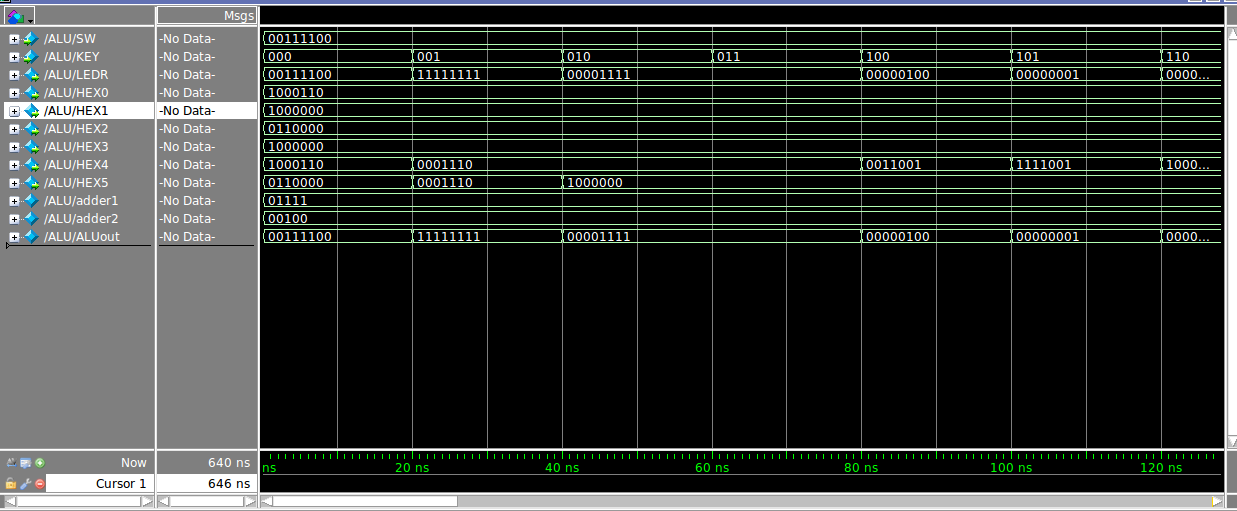 Msgs
/ALU/SW -No Data- 00111100
/ALU/KEY -No Data- 000 001 010 011 100 101 110
/ALU/LEDR -No Data- 00111100 11111111 00001111 00000100 00000001 0000...
/ALU/HEX0 -No Data- 1000110
/ALU/HEX1 -No Data- 1000000
/ALU/HEX2 -No Data- 0110000
/ALU/HEX3 -No Data- 1000000
/ALU/HEX4 -No Data- 1000110 0001110 0011001 1111001 1000...
/ALU/HEX5 -No Data- 0110000 0001110 1000000
/ALU/adder1 -No Data- 01111
/ALU/adder2 -No Data- 00100
/ALU/ALUout -No Data- 00111100 11111111 00001111 00000100 00000001 0000...
Now 640 ns ns 20 ns 40 ns 60 ns 80 ns 100 ns 120 ns
Cursor 1 646 ns